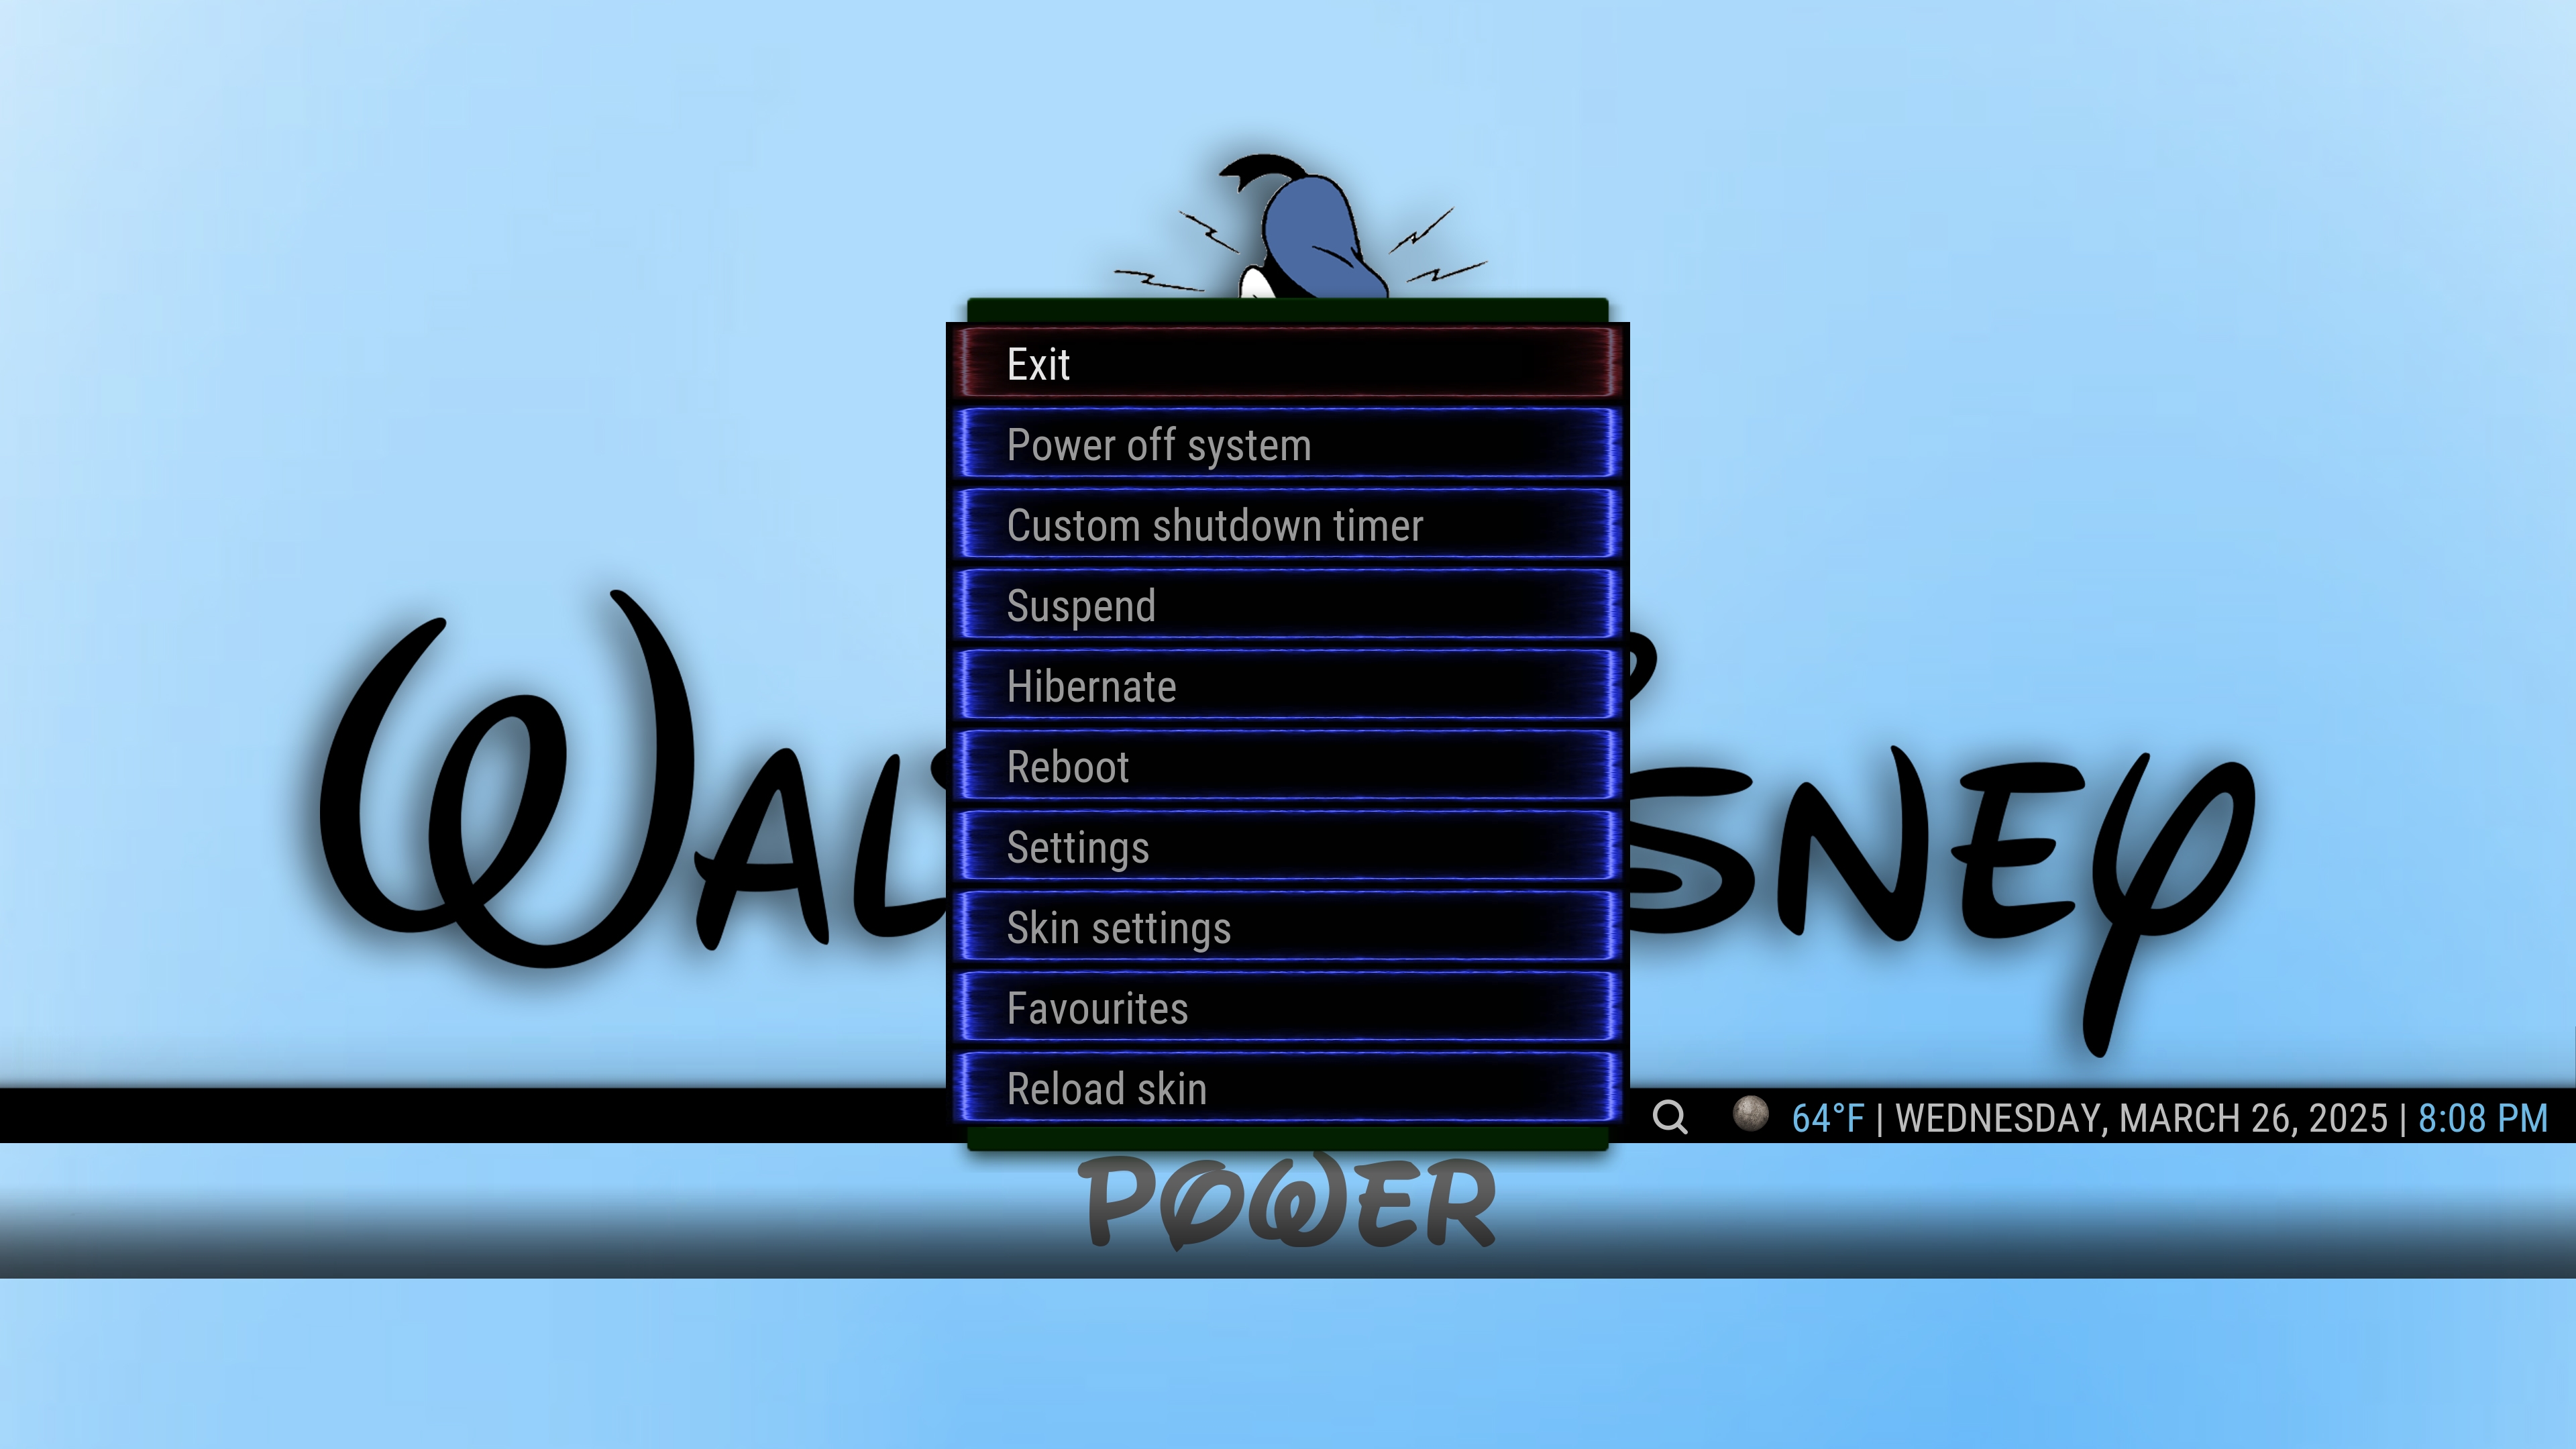 Exit
Power off system
Custom shutdown timer
Suspend
Hibernate
Reboot
Settings
Skin settings
Favourites
Reload skin
64°F | WEDNESDAY, MARCH 26, 2025 | 8:08 PM
POWER